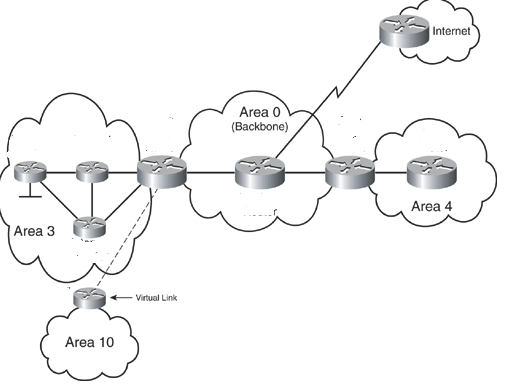 Internet
Area 0
(Backbone)
Area 3
Area 4
Virtual Link
Area 10